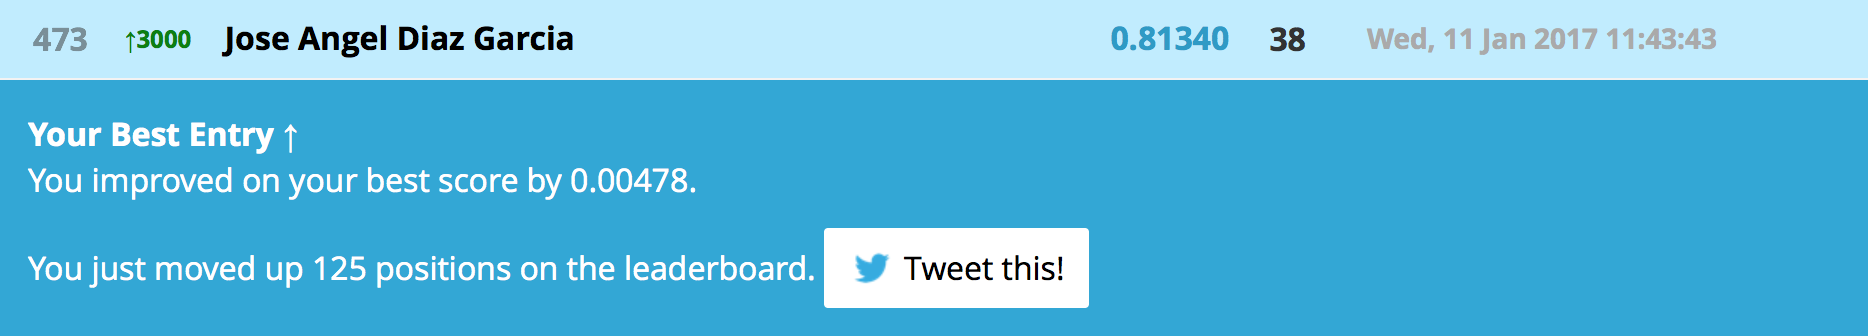 473 ↑3000 Jose Angel Diaz Garcia 0.81340 38 Wed, 11 Jan 2017 11:43:43
Your Best Entry ↑
You improved on your best score by 0.00478.
You just moved up 125 positions on the leaderboard. Tweet this!